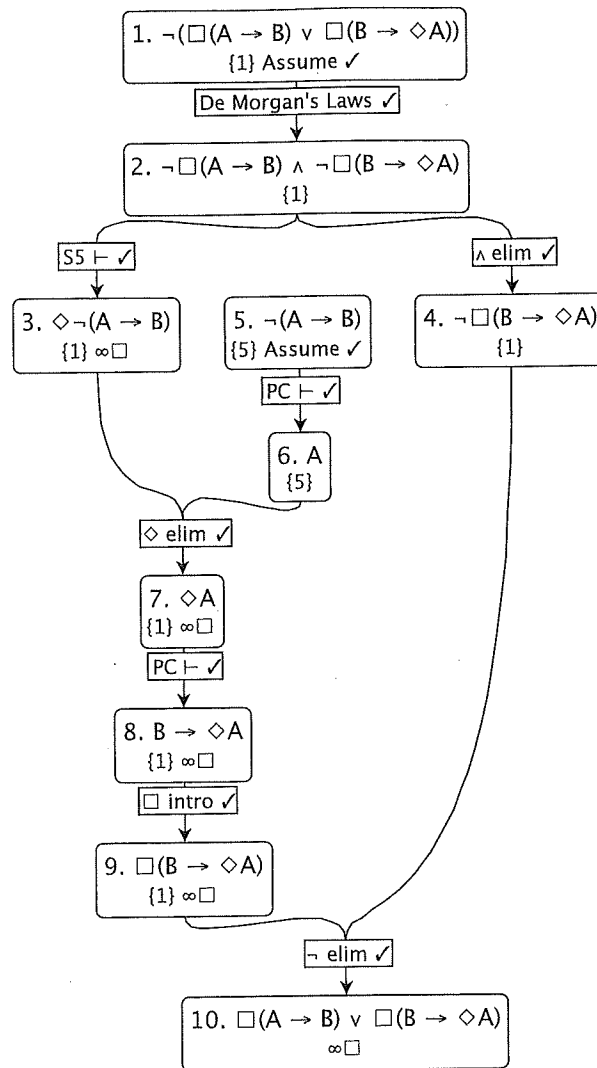 1. ¬(□(A → B) ∨ □(B → ◇A))
{1} Assume ✓
De Morgan's Laws ✓
2. ¬□(A → B) ∧ ¬□(B → ◇A)
{1}
S5 ⊢ ✓
∧ elim ✓
3. ◇¬(A → B)
{1} ∞□
5. ¬(A → B)
{5} Assume ✓
4. ¬□(B → ◇A)
{1}
PC ⊢ ✓
6. A
{5}
◇ elim ✓
7. ◇A
{1} ∞□
PC ⊢ ✓
8. B → ◇A
{1} ∞□
□ intro ✓
9. □(B → ◇A)
{1} ∞□
¬ elim ✓
10. □(A → B) ∨ □(B → ◇A)
∞□